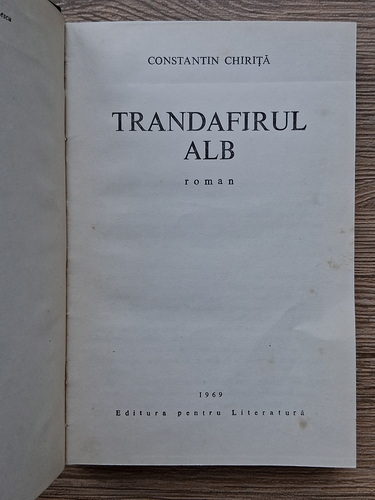 CONSTANTIN CHIRIȚĂ
TRANDAFIRUL
ALB
roman
1969
Editura pentru Literatură